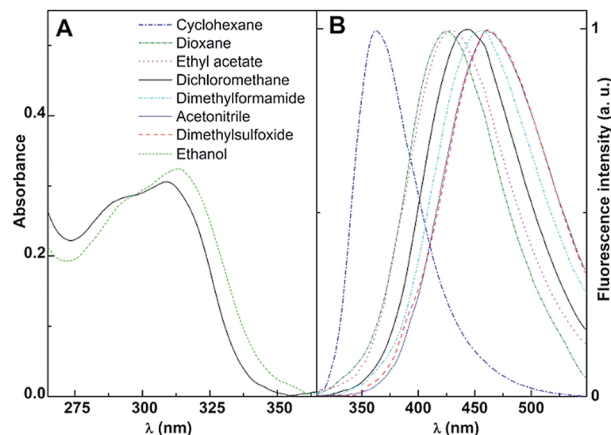 A
B
Cyclohexane
Dioxane
Ethyl acetate
Dichloromethane
Dimethylformamide
Acetonitrile
Dimethylsulfoxide
Ethanol
Absorbance
0.4
0.2
0.0
275 300 325 350
λ (nm)
350 400 450 500
λ (nm)
1
0
Fluorescence intensity (a. u.)